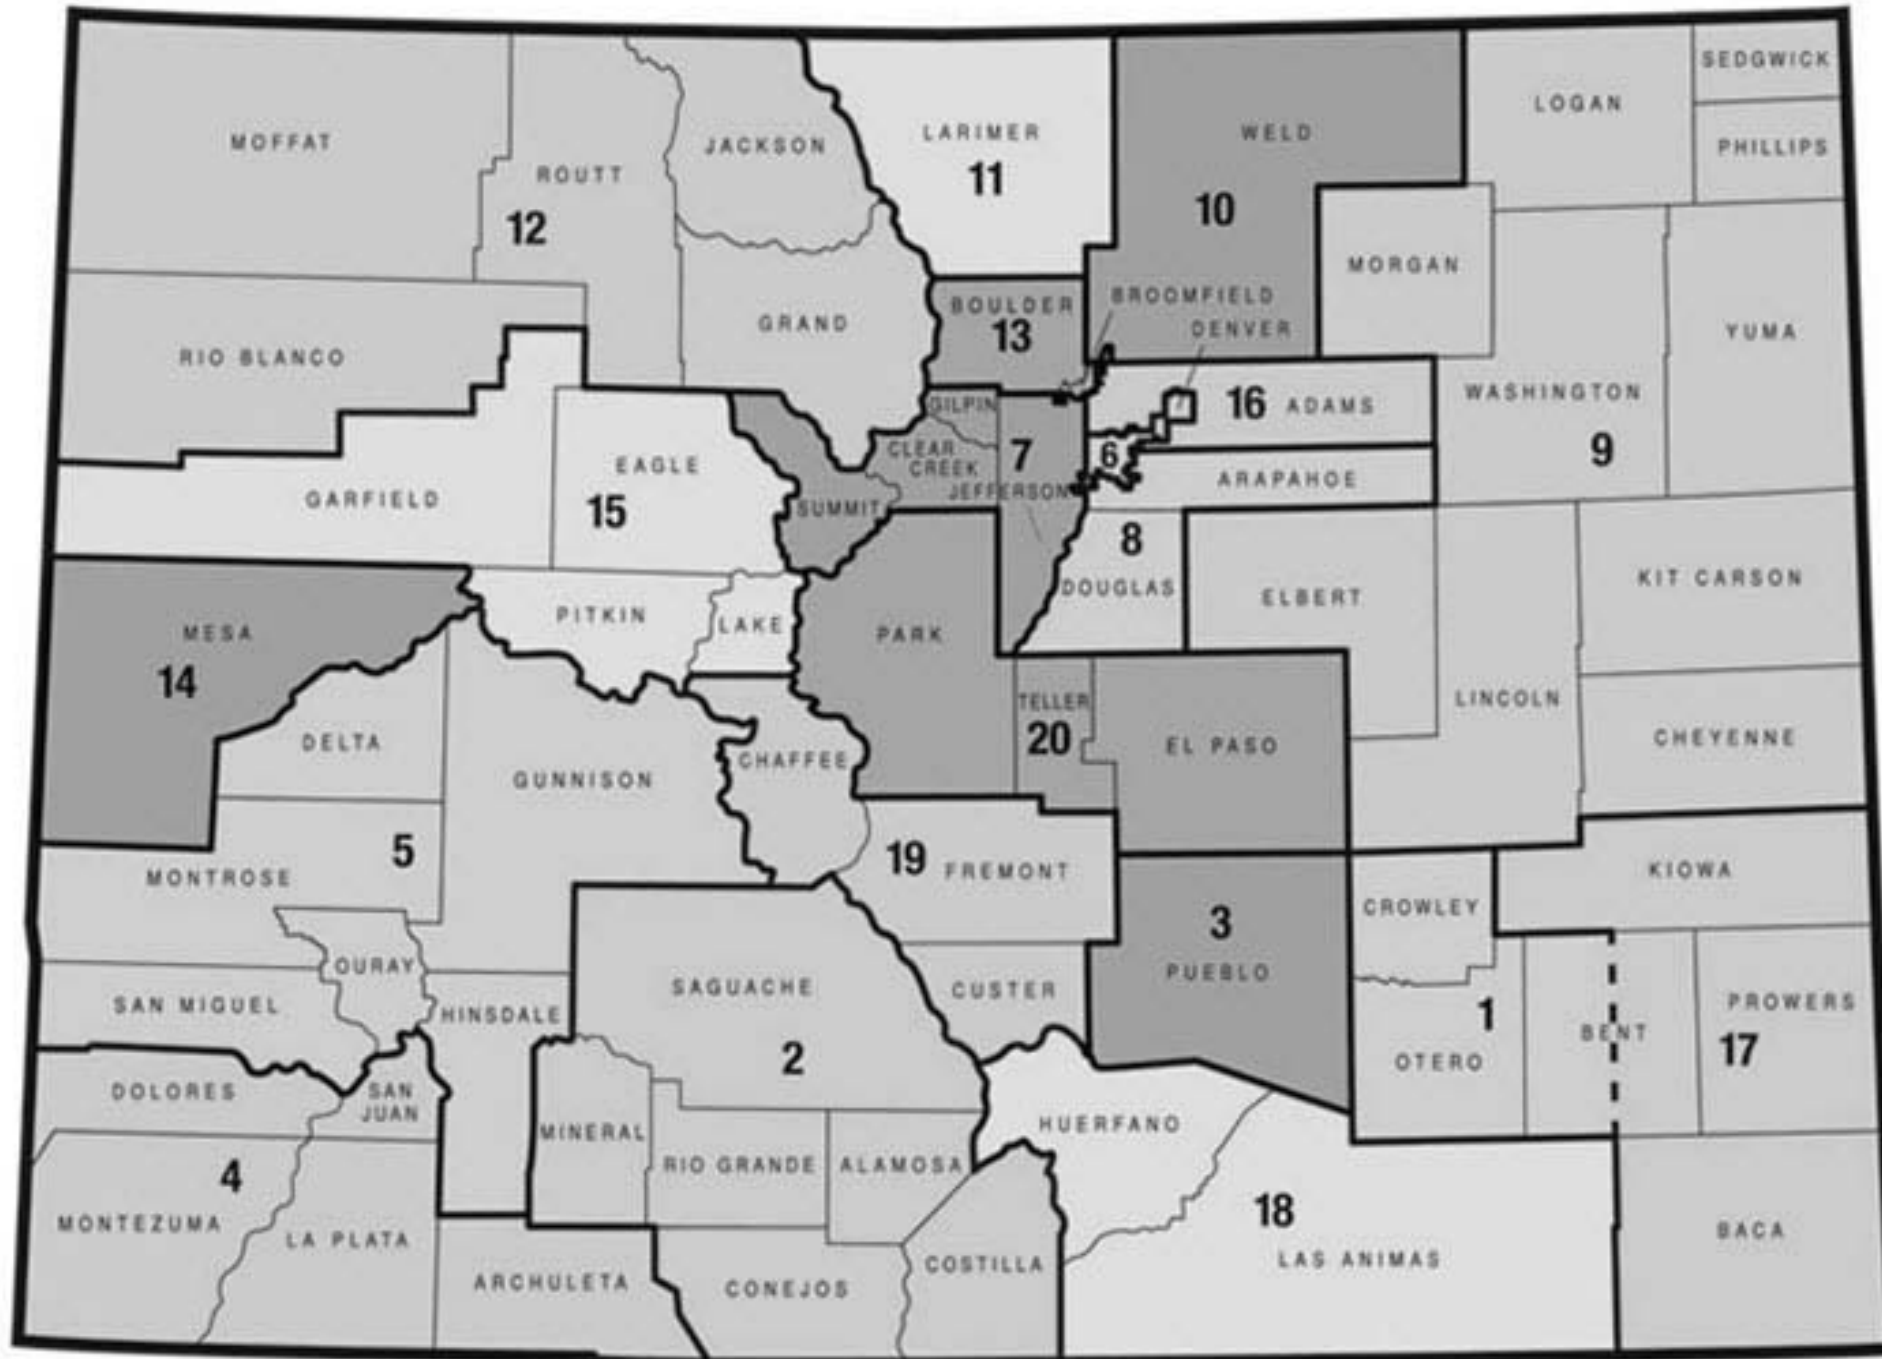 SEDGWICK
LOGAN
MOFFAT
JACKSON
LARIMER
11
WELD
PHILLIPS
ROUTT
12
10
MORGAN
BOULDER
13
BROOMFIELD
DENVER
GRAND
YUMA
RIO BLANCO
GILPIN
16 ADAMS
WASHINGTON
9
CLEAR
CREEK
7
JEFFERSON
6
EAGLE
15
GARFIELD
SUMMIT
ARAPAHOE
8
DOUGLAS
KIT CARSON
ELBERT
PITKIN
LAKE
PARK
MESA
14
TELLER
20
LINCOLN
EL PASO
CHEYENNE
DELTA
GUNNISON
CHAFFEE
5
19 FREMONT
KIOWA
MONTROSE
CROWLEY
3
PUEBLO
OURAY
SAGUACHE
CUSTER
SAN MIGUEL
HINSDALE
1
OTERO
BENT
PROWERS
17
2
DOLORES
SAN
JUAN
MINERAL
HUERFANO
RIO GRANDE
ALAMOSA
4
MONTEZUMA
LA PLATA
18
LAS ANIMAS
BACA
ARCHULETA
CONEJOS
COSTILLA